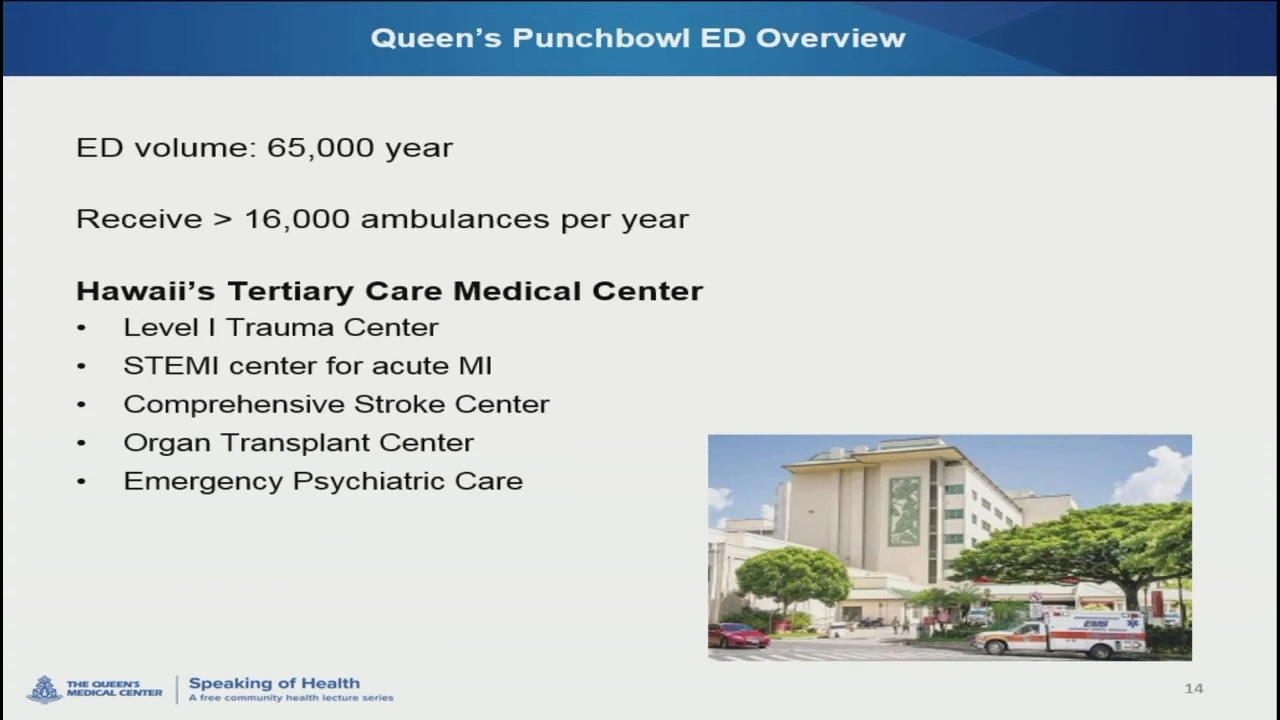 Queen's Punchbowl ED Overview
ED volume: 65,000 year
Receive > 16,000 ambulances per year
Hawaii's Tertiary Care Medical Center
• Level I Trauma Center
• STEMI center for acute MI
• Comprehensive Stroke Center
• Organ Transplant Center
• Emergency Psychiatric Care
EMS
THE QUEEN'S
MEDICAL CENTER
Speaking of Health
A free community health lecture series
14